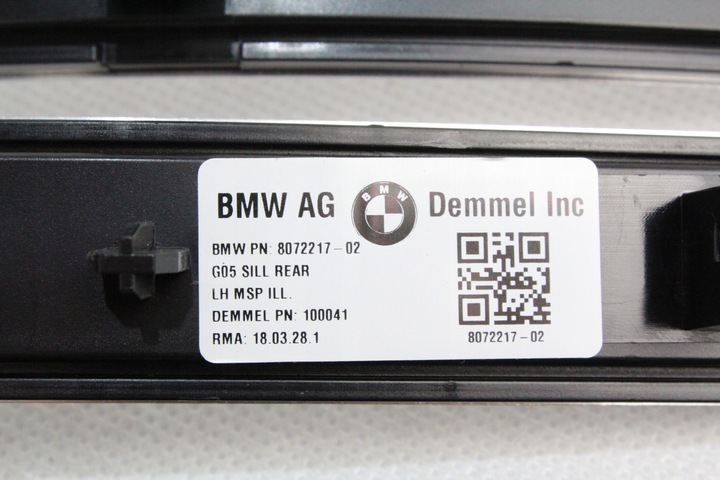 BMW AG BMW Demmel Inc
BMW PN: 8072217-02
G05 SILL REAR
LH MSP ILL.
DEMMEL PN: 100041
RMA: 18.03.28.1
8072217-02